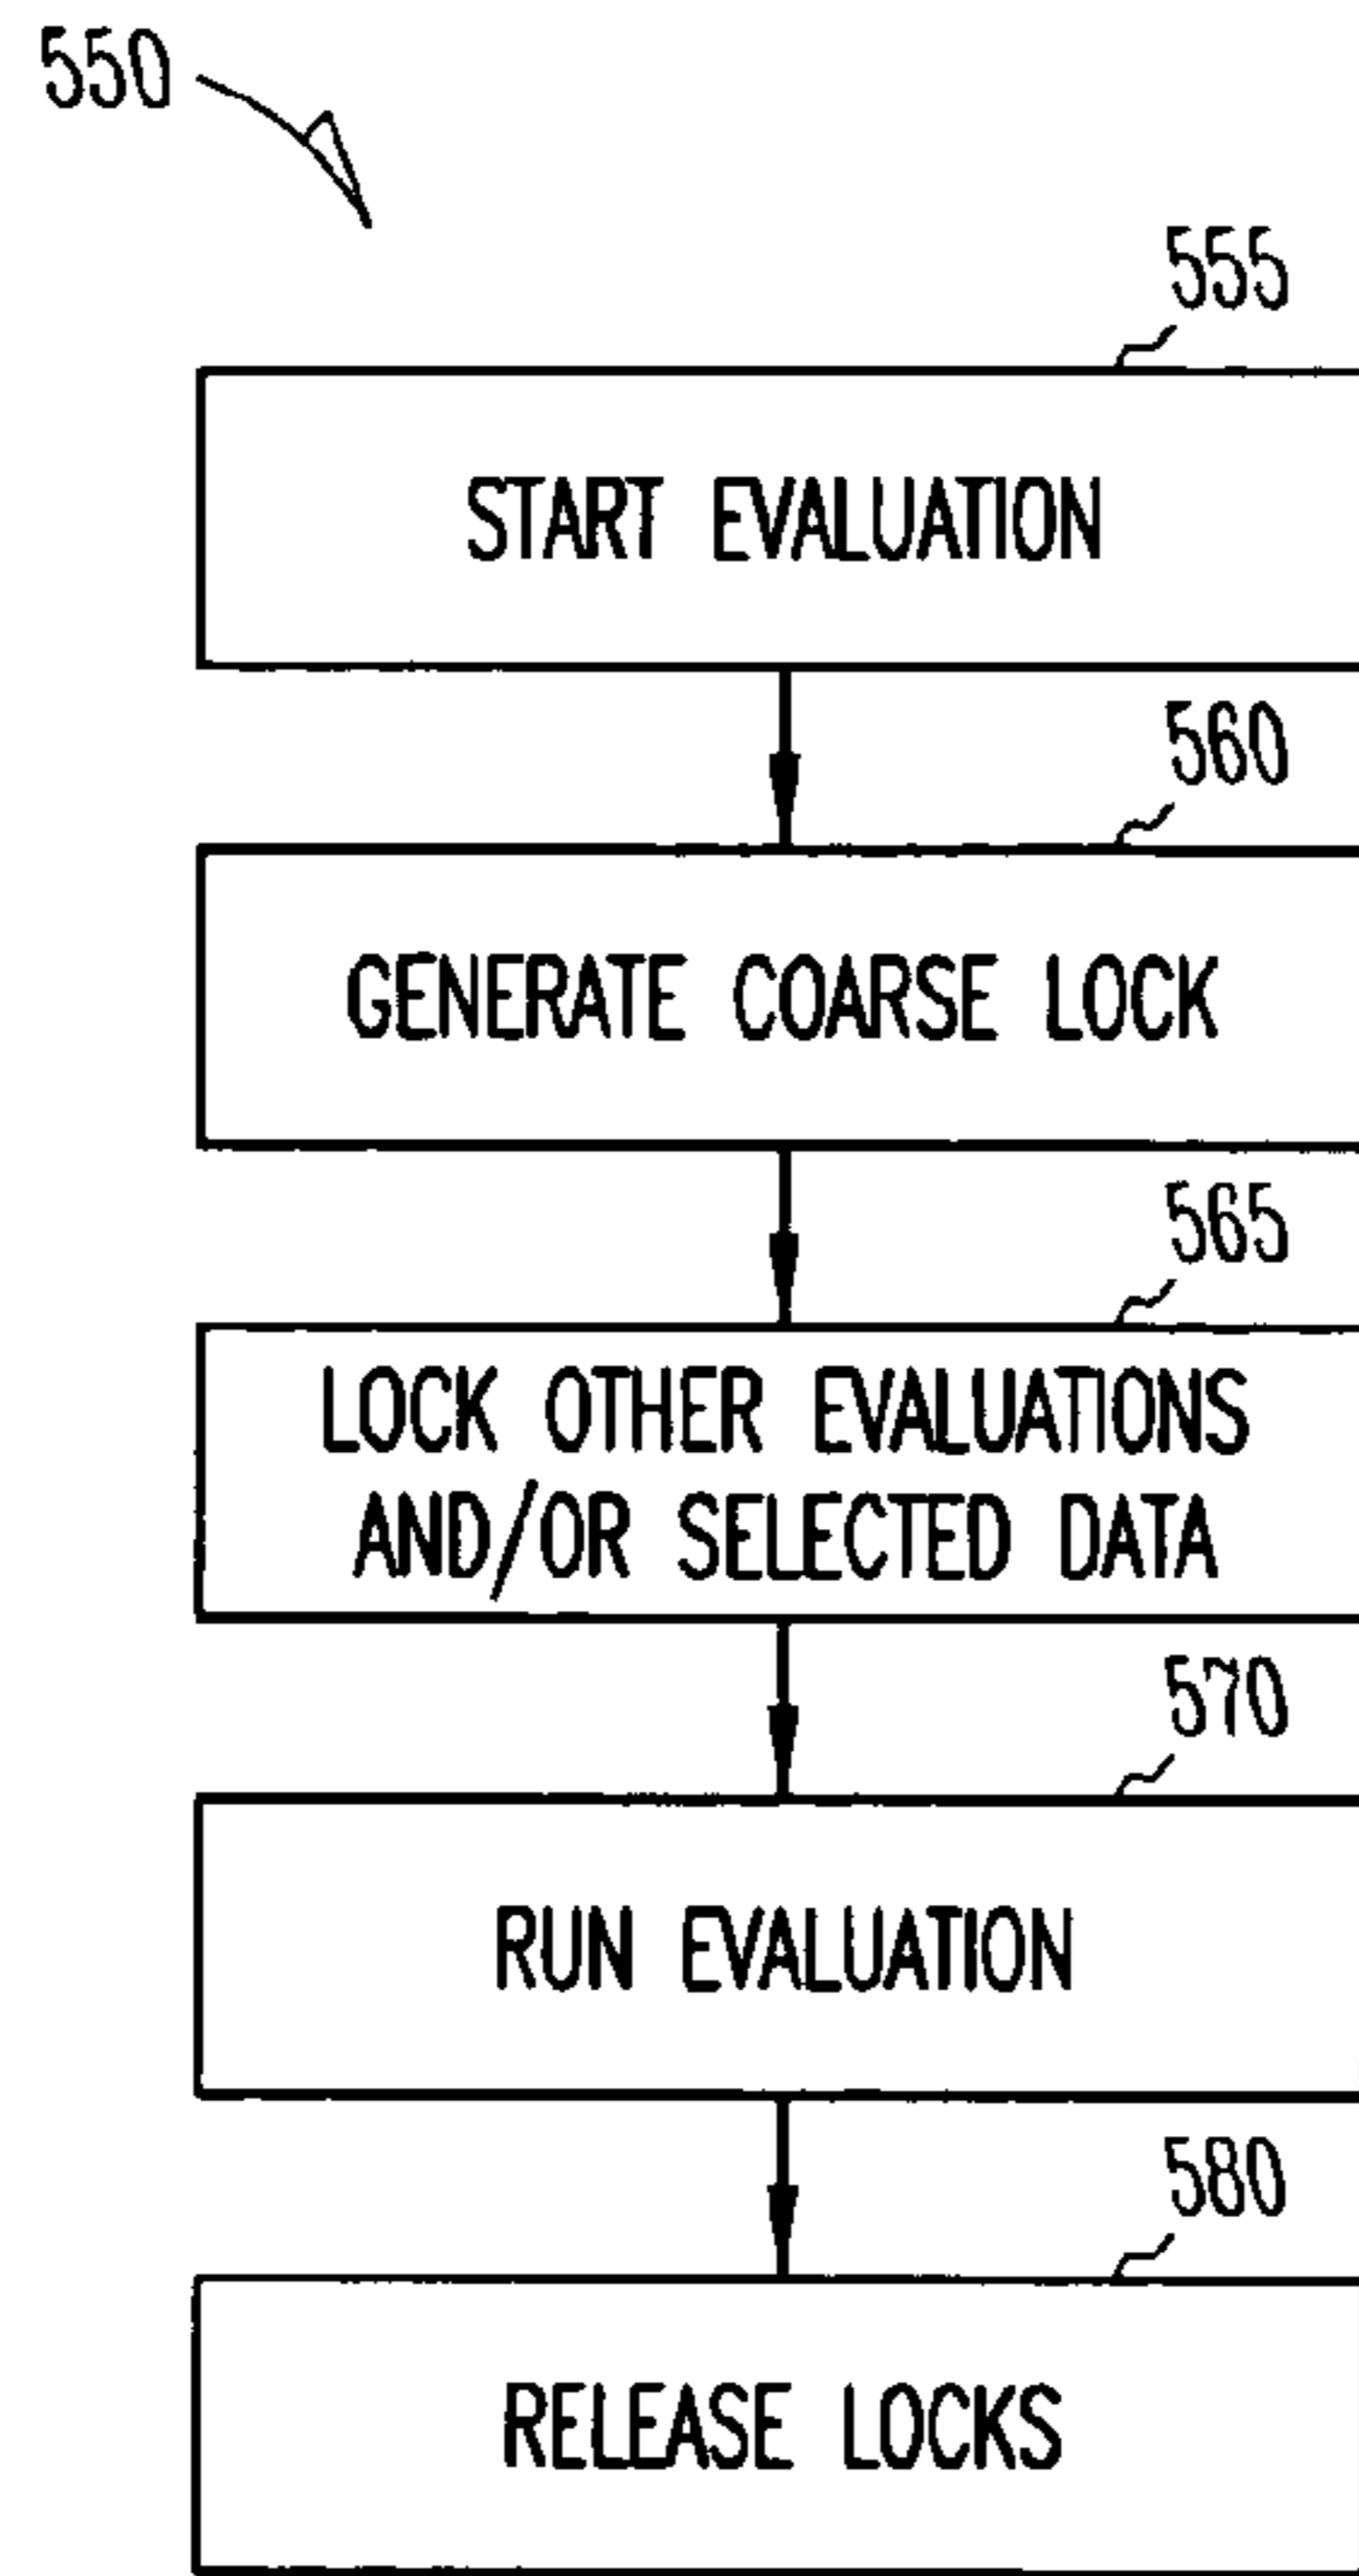 550
555
START EVALUATION
560
GENERATE COARSE LOCK
565
LOCK OTHER EVALUATIONS
AND/OR SELECTED DATA
570
RUN EVALUATION
580
RELEASE LOCKS